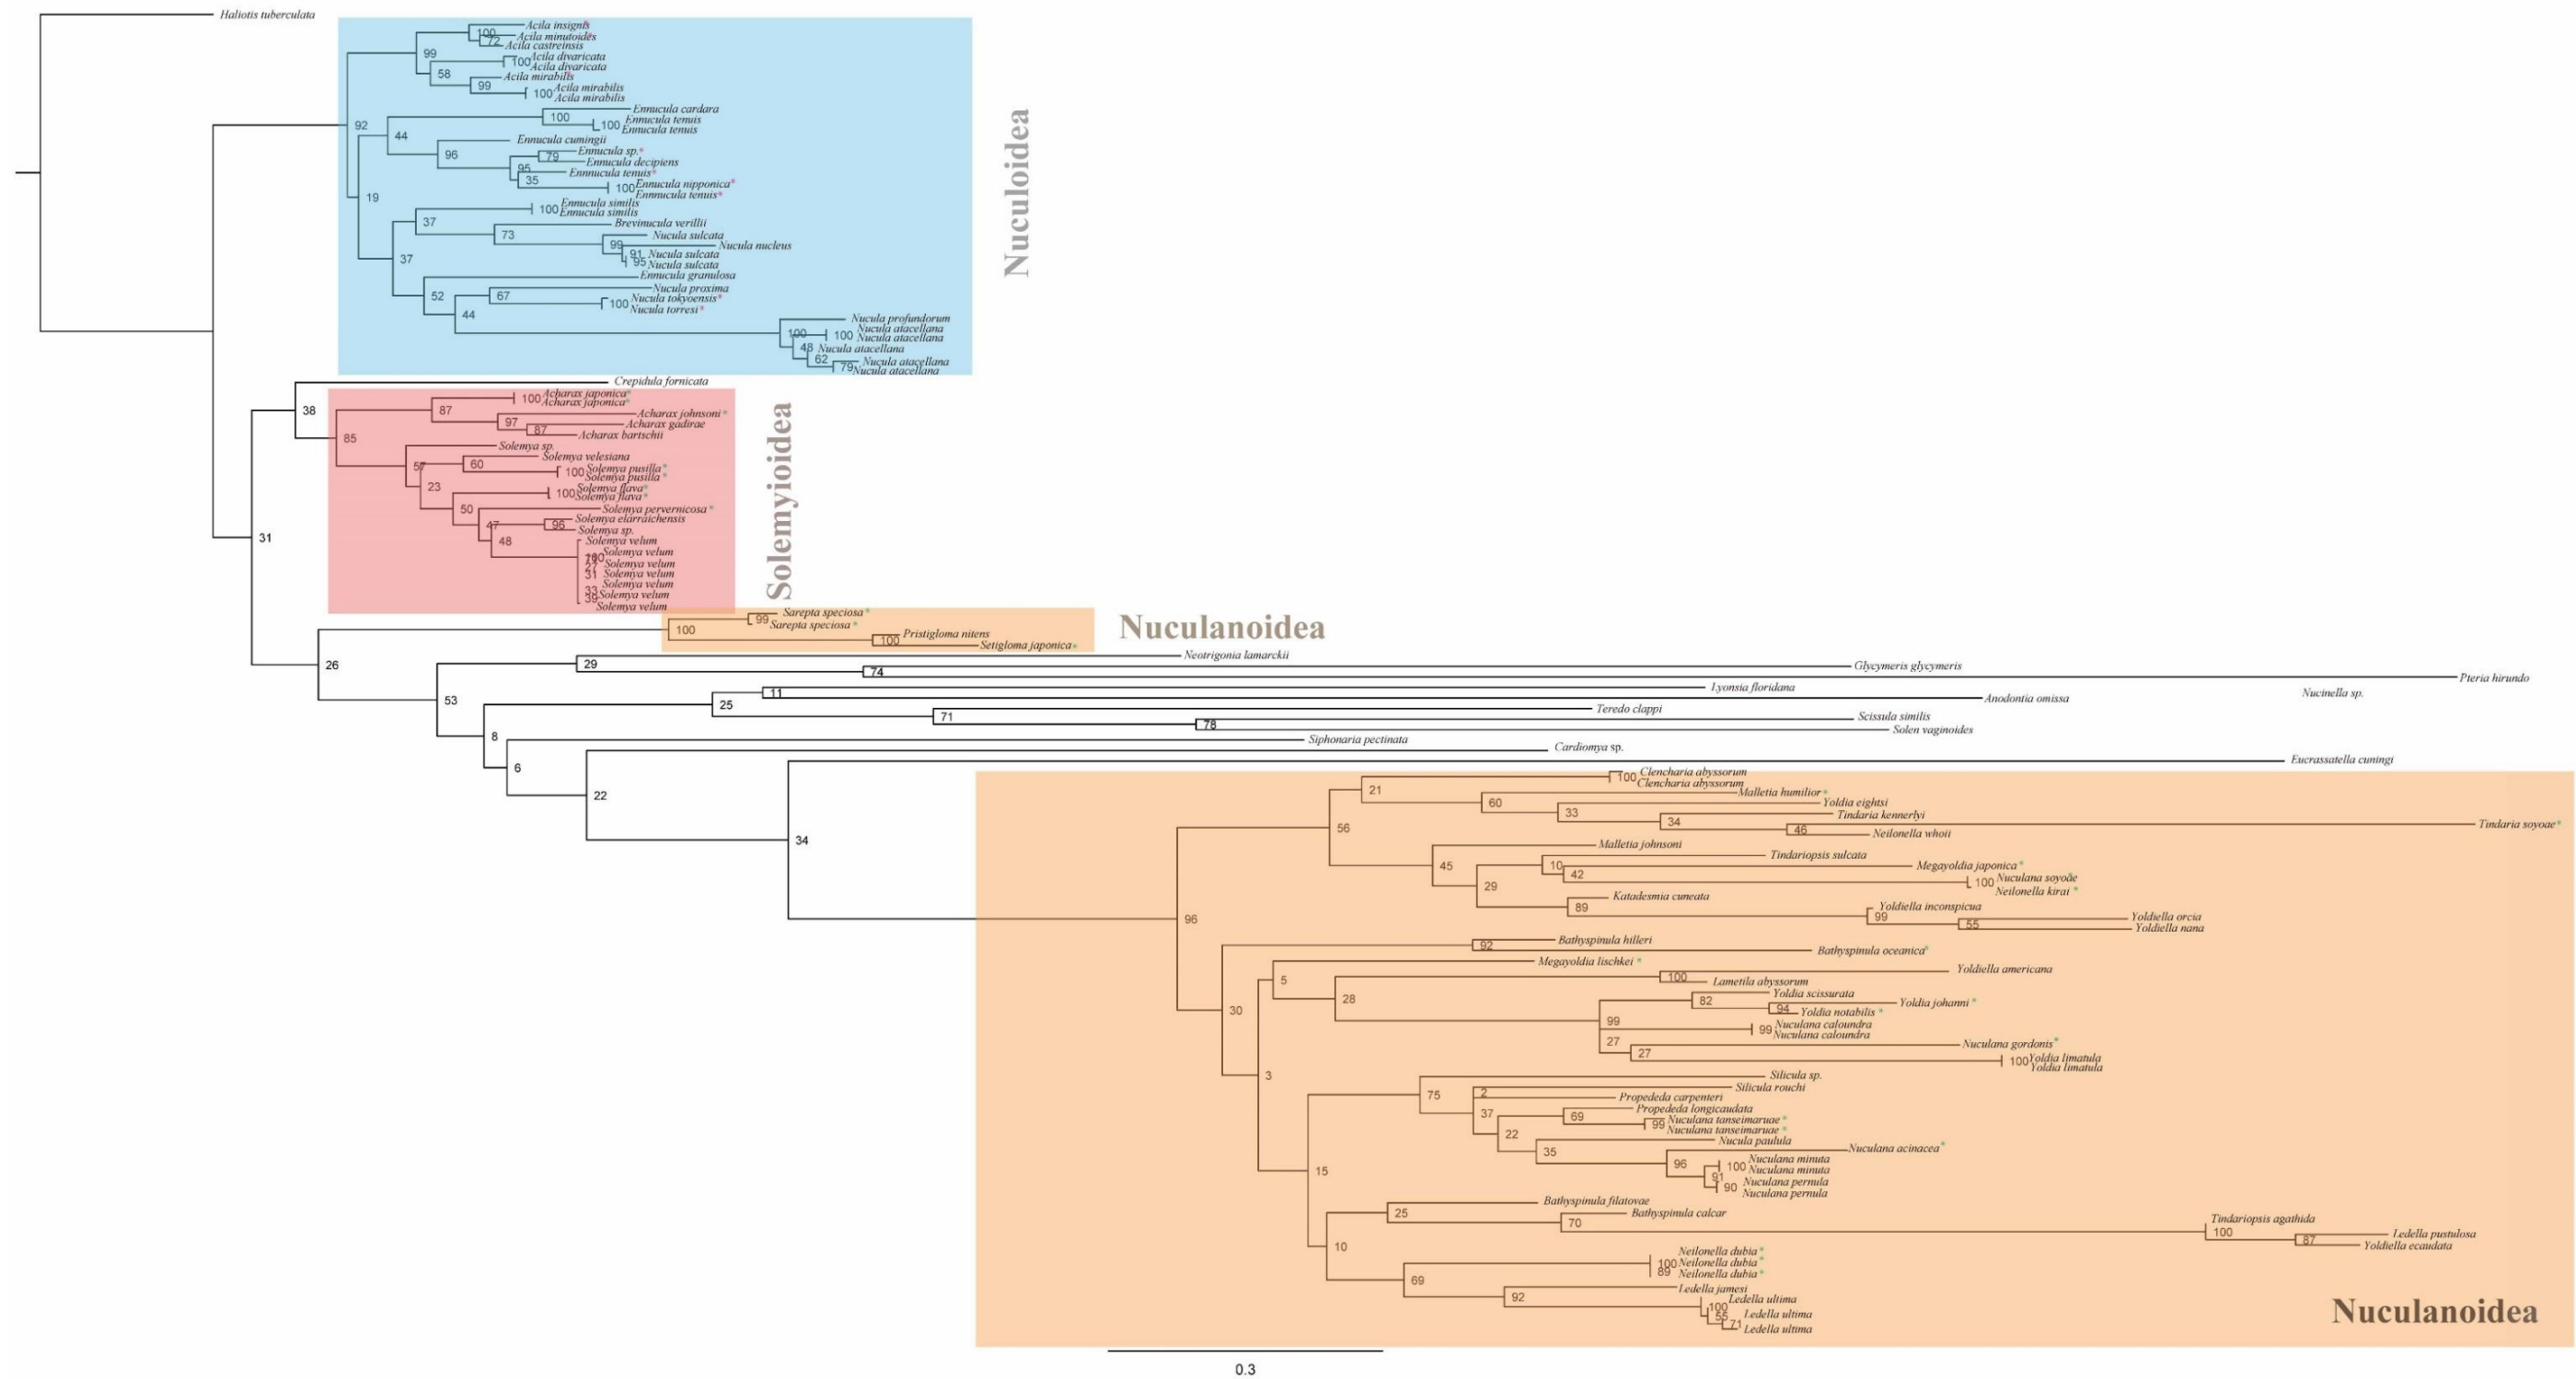 Haliotis tuberculata
Acila insignis*
100
Acila minutoides*
72
Acila castreinsis
99
Acila divaricata
100
Acila divaricata
58
Acila mirabilis*
99
Acila mirabilis
100
Acila mirabilis
Ennucula cardara
100
Ennucula tenuis
100
Ennucula tenuis
92
44
Ennucula cumingii
96
Ennucula sp.*
79
Ennucula decipiens
95
Ennnucula tenuis*
35
Ennucula nipponica*
100
Ennnucula tenuis*
19
Ennucula similis
100
Ennucula similis
37
Brevinucula verillii
73
Nucula sulcata
99
Nucula nucleus
91
Nucula sulcata
95
Nucula sulcata
37
Ennucula granulosa
52
Nucula proxima
67
Nucula tokyoensis*
100
Nucula torresi*
44
Nucula profundorum
100
Nucula atacellana
100
Nucula atacellana
48
Nucula atacellana
62
Nucula atacellana
79
Nucula atacellana
Nuculoidea
Crepidula fornicata
38
Acharax japonica*
100
Acharax japonica*
87
Acharax johnsoni*
97
Acharax gadirae
87
Acharax bartschii
85
Solemya sp.
57
Solemya velesiana
60
Solemya pusilla*
100
Solemya pusilla*
23
Solemya flava*
100
Solemya flava*
50
Solemya pervernicosa*
47
Solemya elarraichensis
96
Solemya sp.
48
Solemya velum
100
Solemya velum
27
Solemya velum
31
Solemya velum
Solemya velum
33
Solemya velum
39
Solemya velum
Solemyioidea
31
Sarepta speciosa*
99
Sarepta speciosa*
100
Pristigloma nitens
100
Setigloma japonica*
Nuculanoidea
26
Neotrigonia lamarckii
29
Glycymeris glycymeris
74
Pteria hirundo
53
Lyonsia floridana
11
Nucinella sp.
Anodontia omissa
25
Teredo clappi
71
Scissula similis
78
Solen vaginoides
8
Siphonaria pectinata
6
Cardiomya sp.
22
Eucrassatella cuningi
34
Clencharia abyssorum
100
Clencharia abyssorum
21
Malletia humilior*
60
Yoldia eightsi
33
Tindaria kennerlyi
34
Tindaria soyoae*
46
Neilonella whoii
56
Malletia johnsoni
45
Tindariopsis sulcata
10
Megayoldia japonica*
42
Nuculana soyoae*
100
Neilonella kirai*
29
Katadesmia cuneata
89
Yoldiella inconspicua
99
Yoldiella orcia
55
Yoldiella nana
96
Bathyspinula hilleri
92
Bathyspinula oceanica*
Megayoldia lischkei*
5
Yoldiella americana
100
Lametila abyssorum
28
Yoldia scissurata
82
Yoldia johanni*
94
Yoldia notabilis*
30
99
Nuculana caloundra
99
Nuculana caloundra
27
Nuculana gordonis*
27
Yoldia limatula
100
Yoldia limatula
3
Silicula sp.
75
Silicula rouchi
2
Propededa carpenteri
37
Propededa longicaudata
69
Nuculana tanseimaruae*
99
Nuculana tanseimaruae*
22
Nucula paulula
35
Nuculana acinacea*
96
Nuculana minuta
100
Nuculana minuta
91
Nuculana pernula
90
Nuculana pernula
15
Bathyspinula filatovae
25
Bathyspinula calcar
70
Tindariopsis agathida
100
Ledella pustulosa
87
Yoldiella ecaudata
10
Neilonella dubia*
100
Neilonella dubia*
89
Neilonella dubia*
69
Ledella jamesi
92
Ledella ultima
100
Ledella ultima
55
71
Ledella ultima
Nuculanoidea
0.3